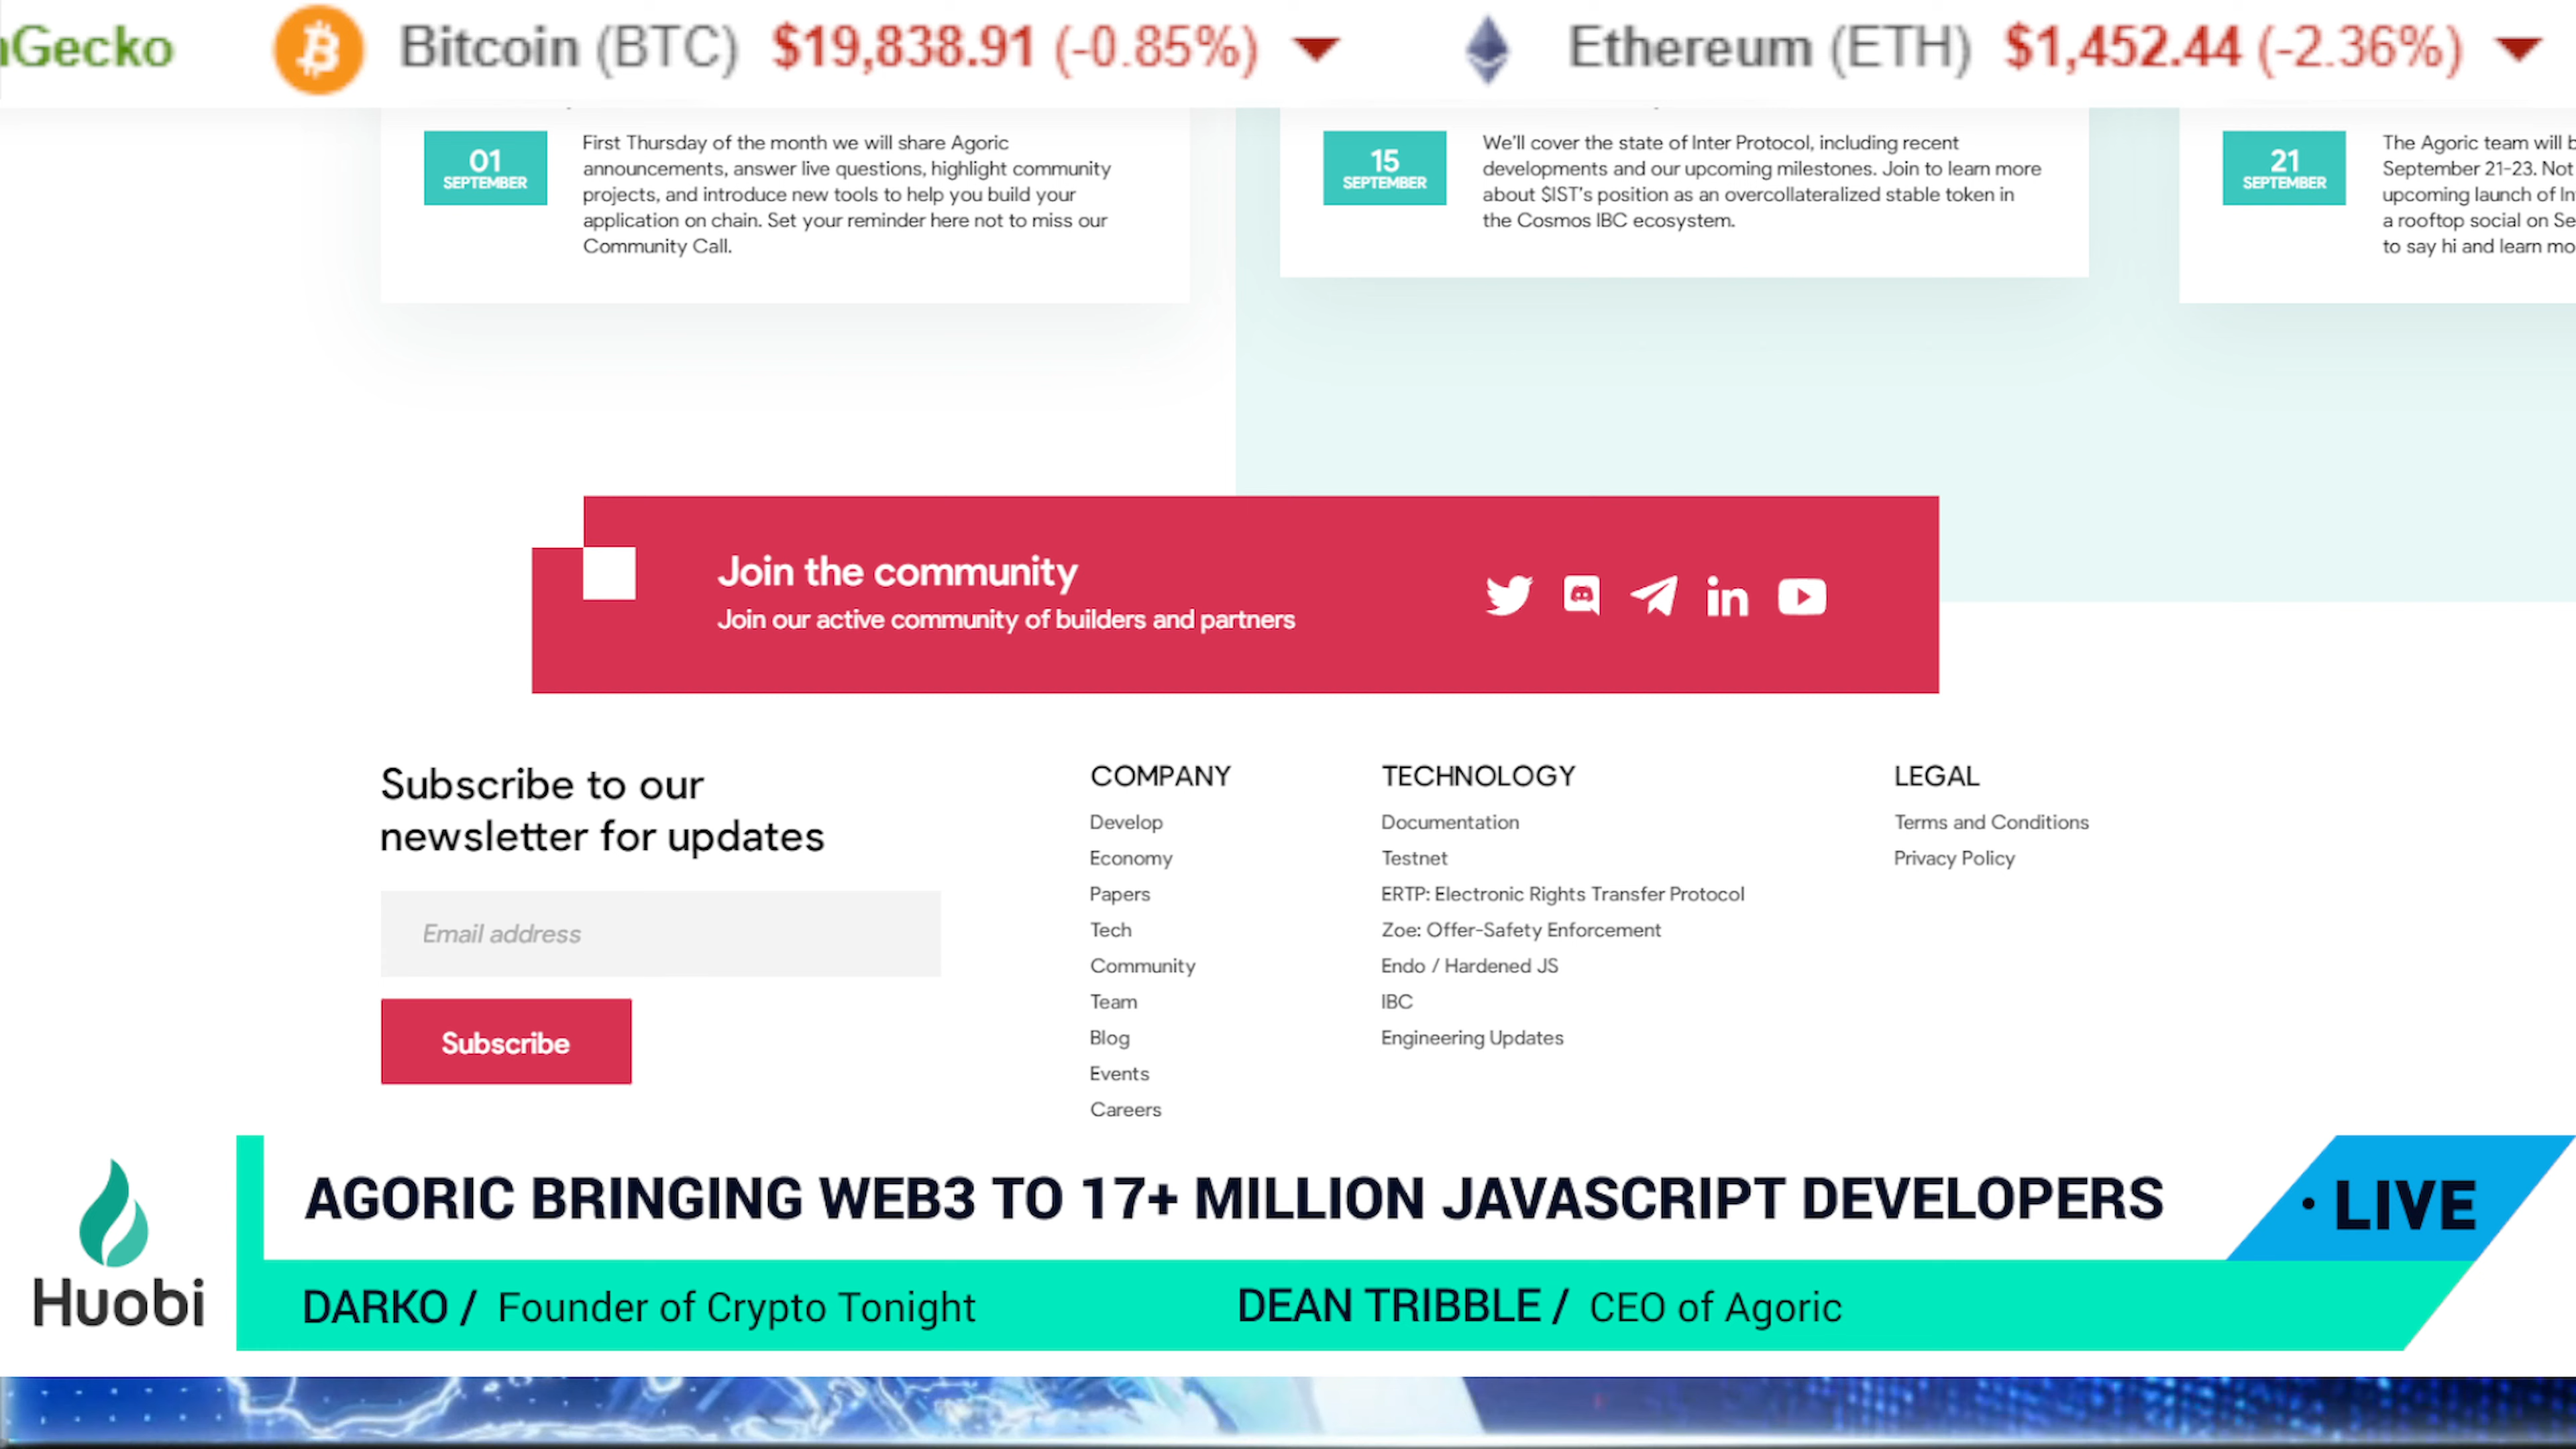 Gecko
Bitcoin (BTC) $19,838.91 (-0.85%)
Ethereum (ETH) $1,452.44 (-2.36%)
01
SEPTEMBER
First Thursday of the month we will share Agoric
announcements, answer live questions, highlight community
projects, and introduce new tools to help you build your
application on chain. Set your reminder here not to miss our
Community Call.
15
SEPTEMBER
We'll cover the state of Inter Protocol, including recent
developments and our upcoming milestones. Join to learn more
about $IST's position as an overcollateralized stable token in
the Cosmos IBC ecosystem.
21
SEPTEMBER
The Agoric team will
September 21-23. Not
upcoming launch of
a rooftop social on
to say hi and learn
Join the community
Join our active community of builders and partners
Subscribe to our
newsletter for updates
Email address
Subscribe
COMPANY
Develop
Economy
Papers
Tech
Community
Team
Blog
Events
Careers
TECHNOLOGY
Documentation
Testnet
ERTP: Electronic Rights Transfer Protocol
Zoe: Offer-Safety Enforcement
Endo / Hardened JS
IBC
Engineering Updates
LEGAL
Terms and Conditions
Privacy Policy
Huobi
AGORIC BRINGING WEB3 TO 17+ MILLION JAVASCRIPT DEVELOPERS
• LIVE
DARKO / Founder of Crypto Tonight
DEAN TRIBBLE / CEO of Agoric